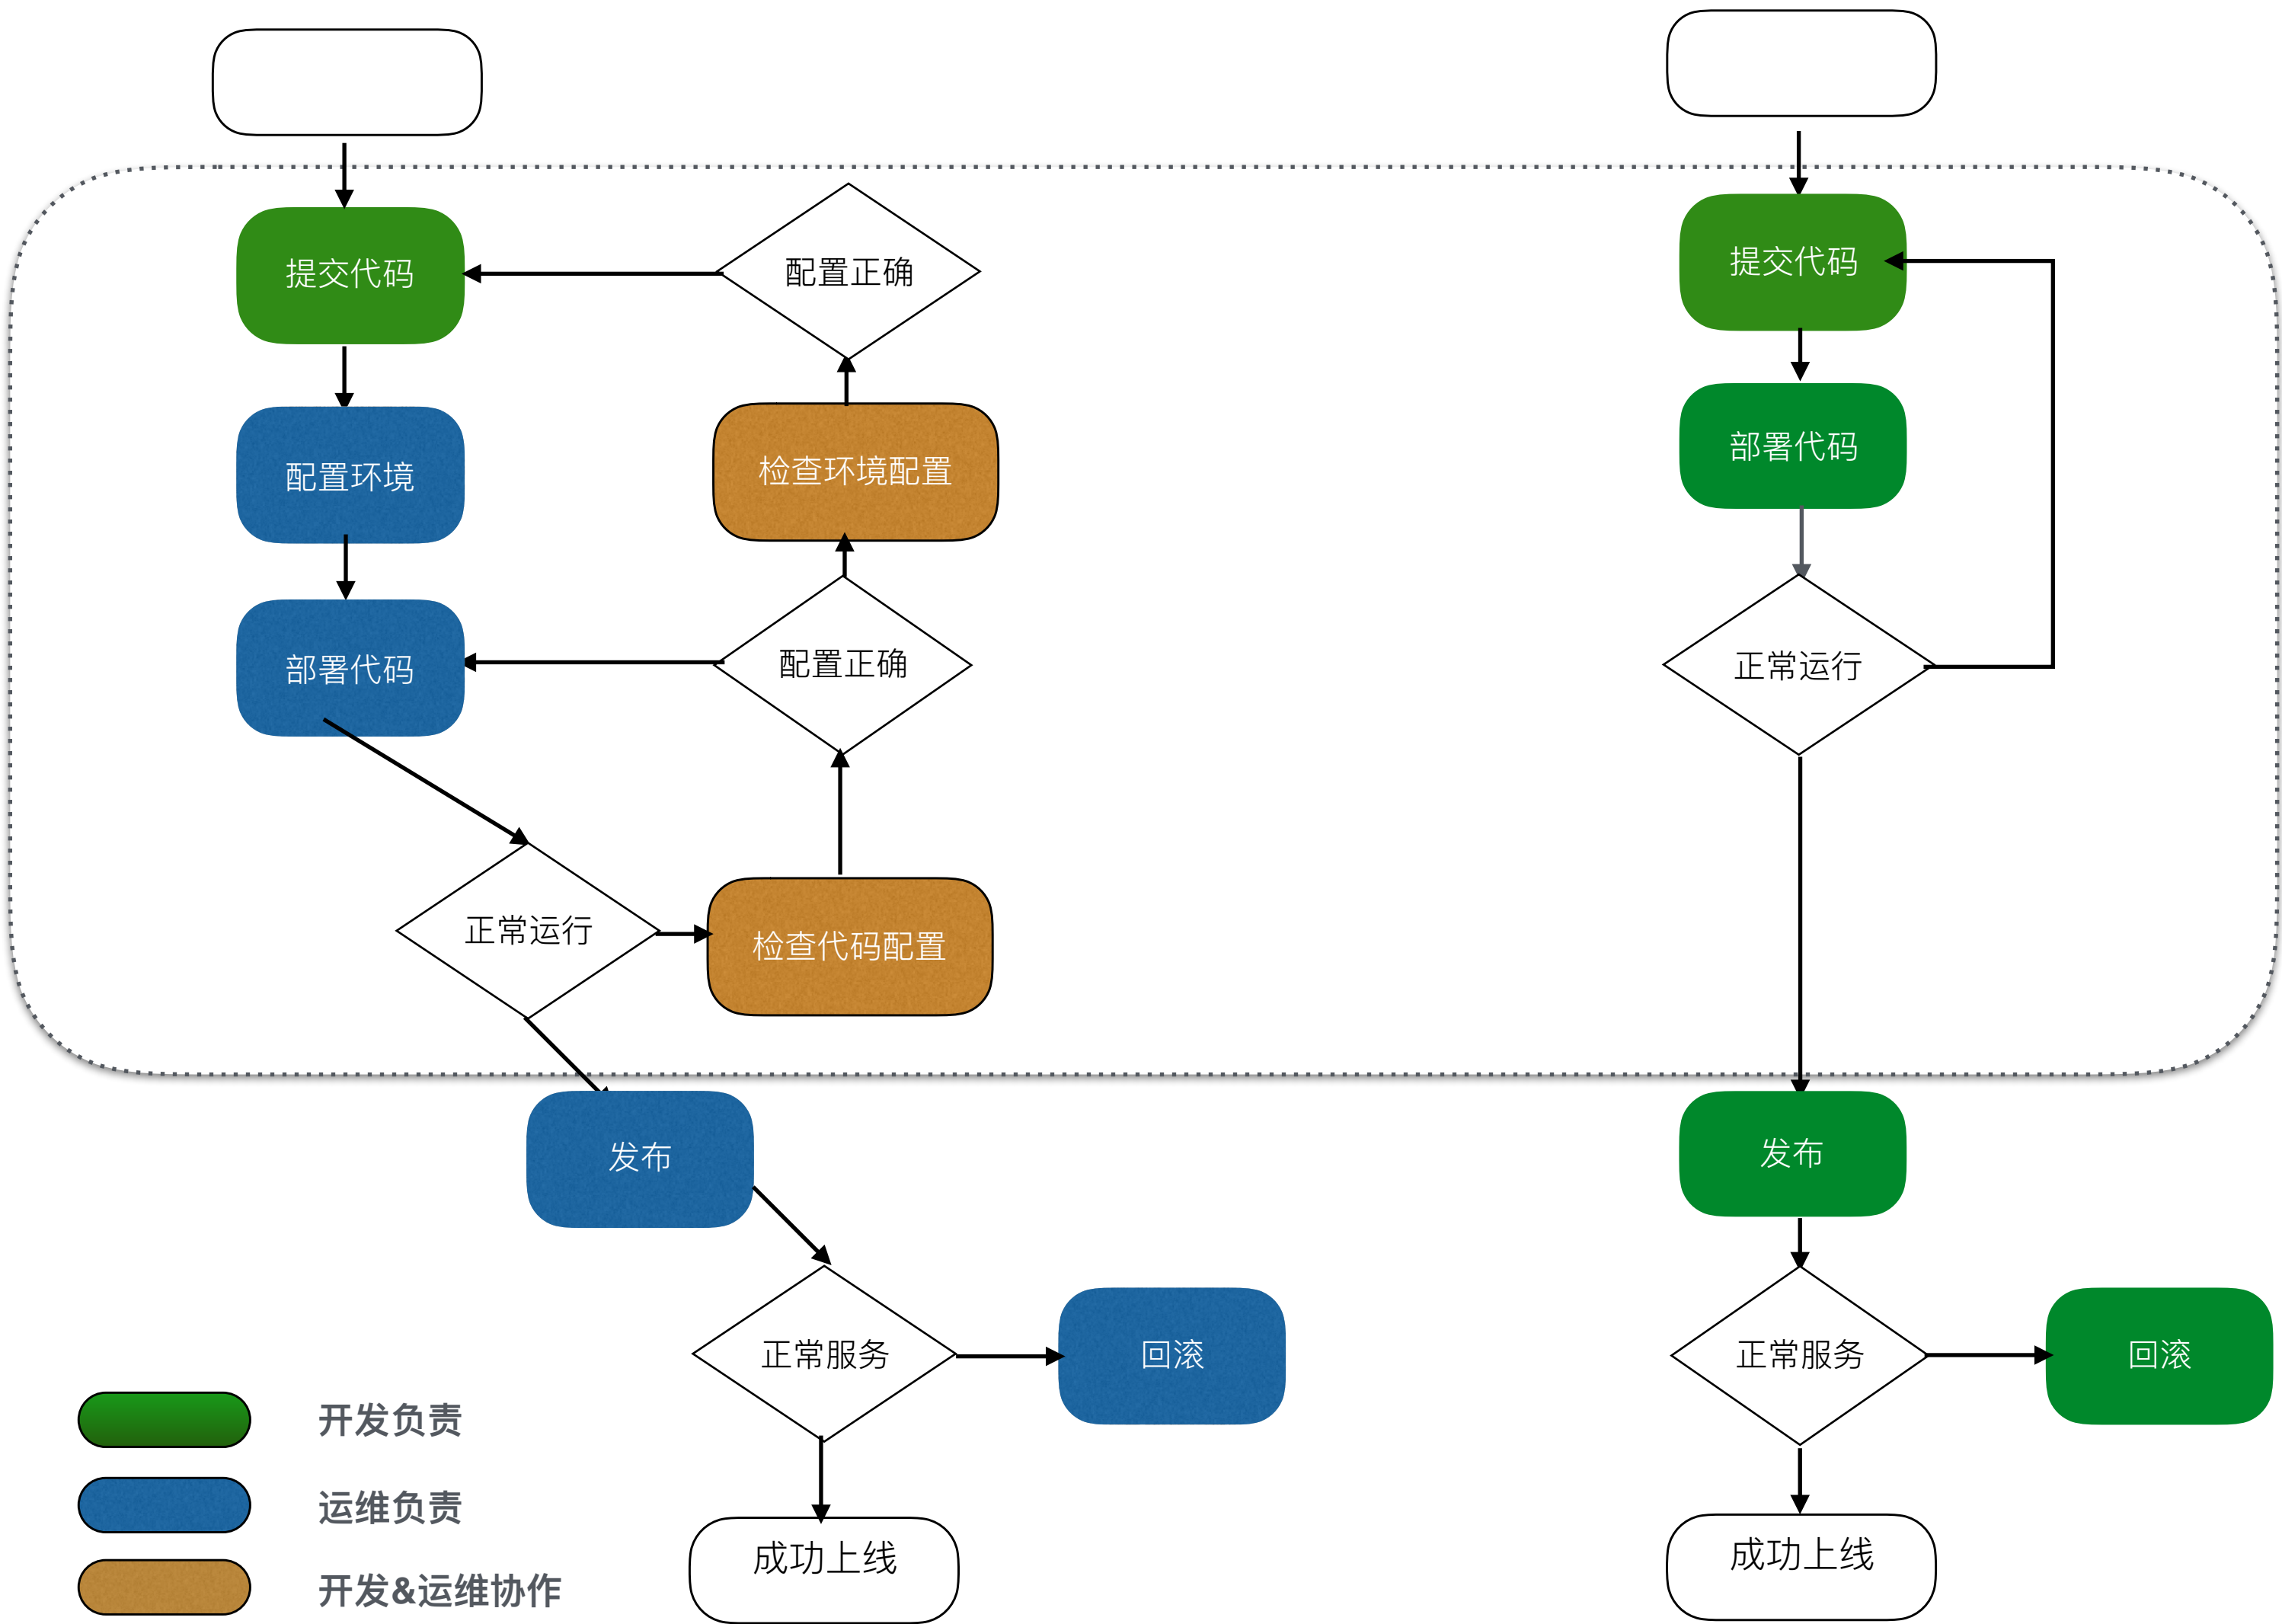 提交代码
配置正确
提交代码
配置环境
检查环境配置
部署代码
部署代码
配置正确
正常运行
正常运行
检查代码配置
发布
发布
正常服务
回滚
正常服务
回滚
开发负责
运维负责
开发&运维协作
成功上线
成功上线